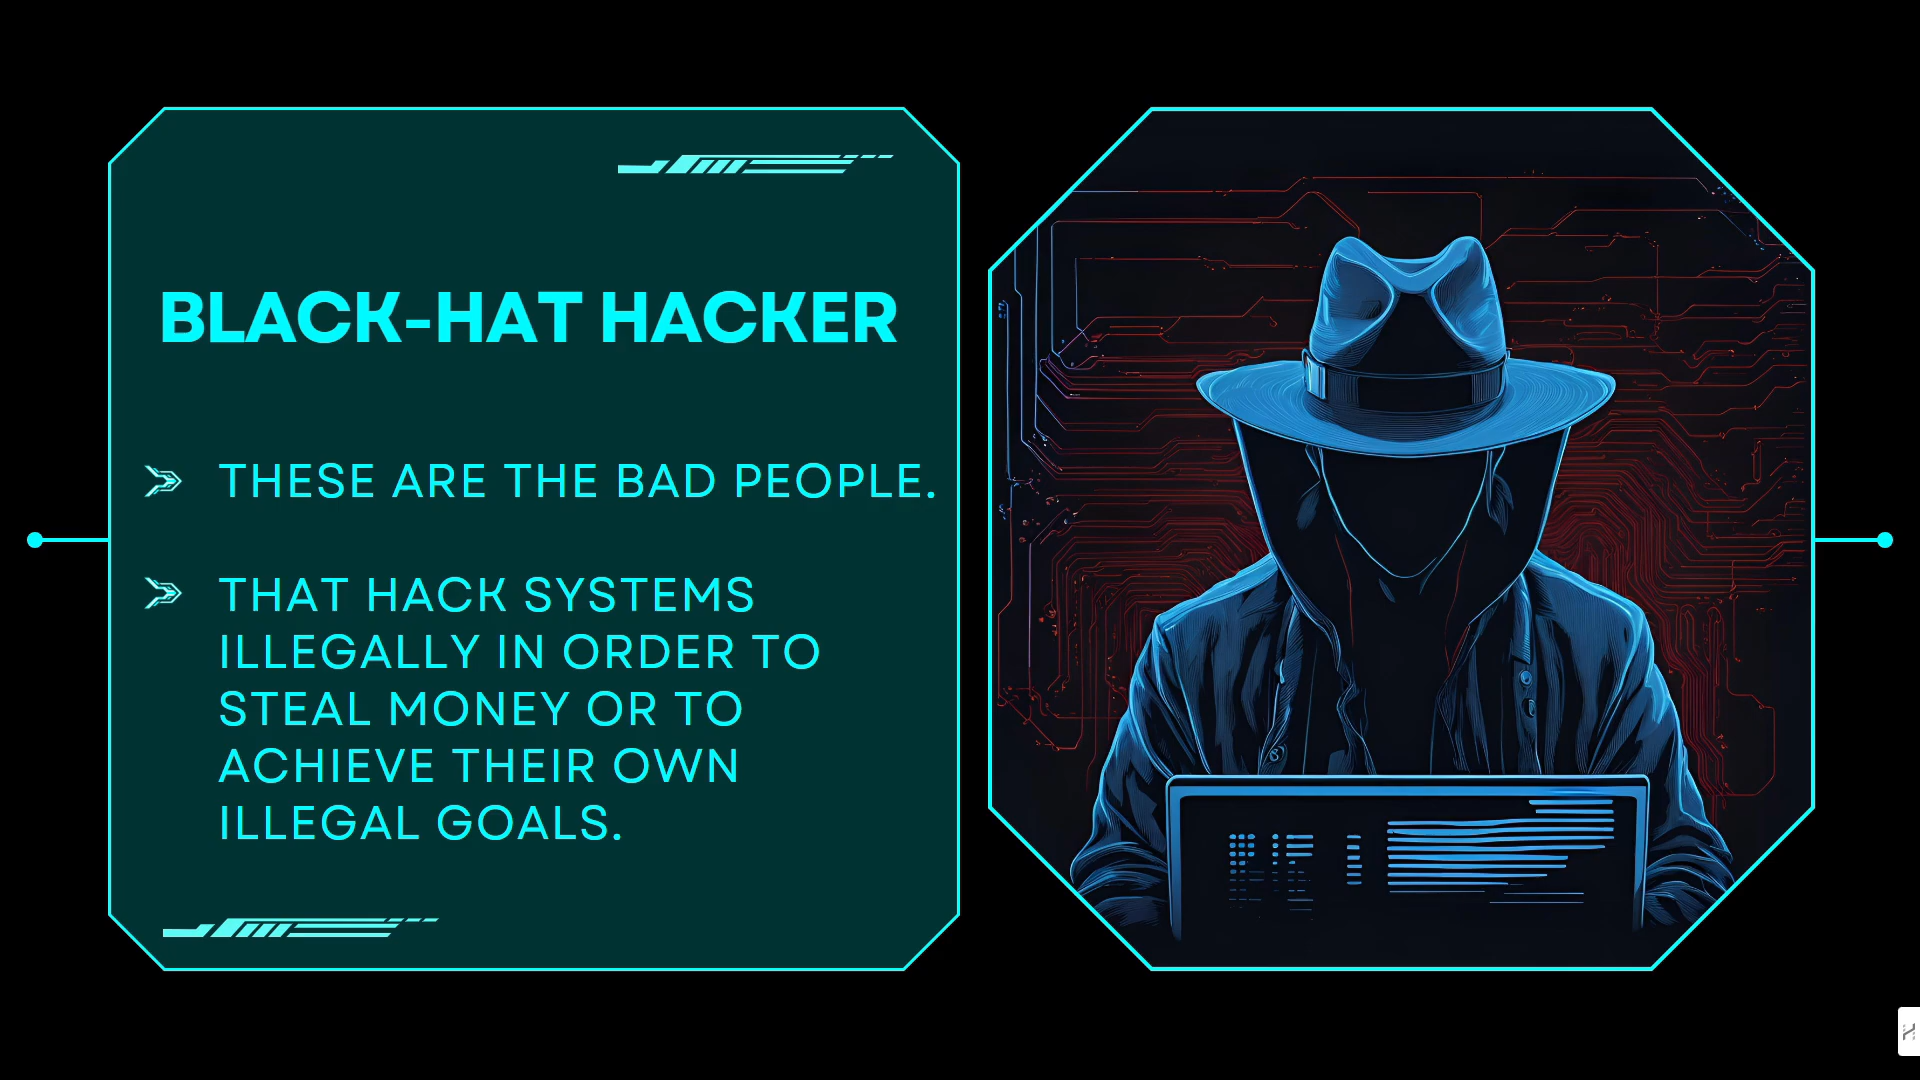 BLACK-HAT HACKER
THESE ARE THE BAD PEOPLE.
THAT HACK SYSTEMS
ILLEGALLY IN ORDER TO
STEAL MONEY OR TO
ACHIEVE THEIR OWN
ILLEGAL GOALS.